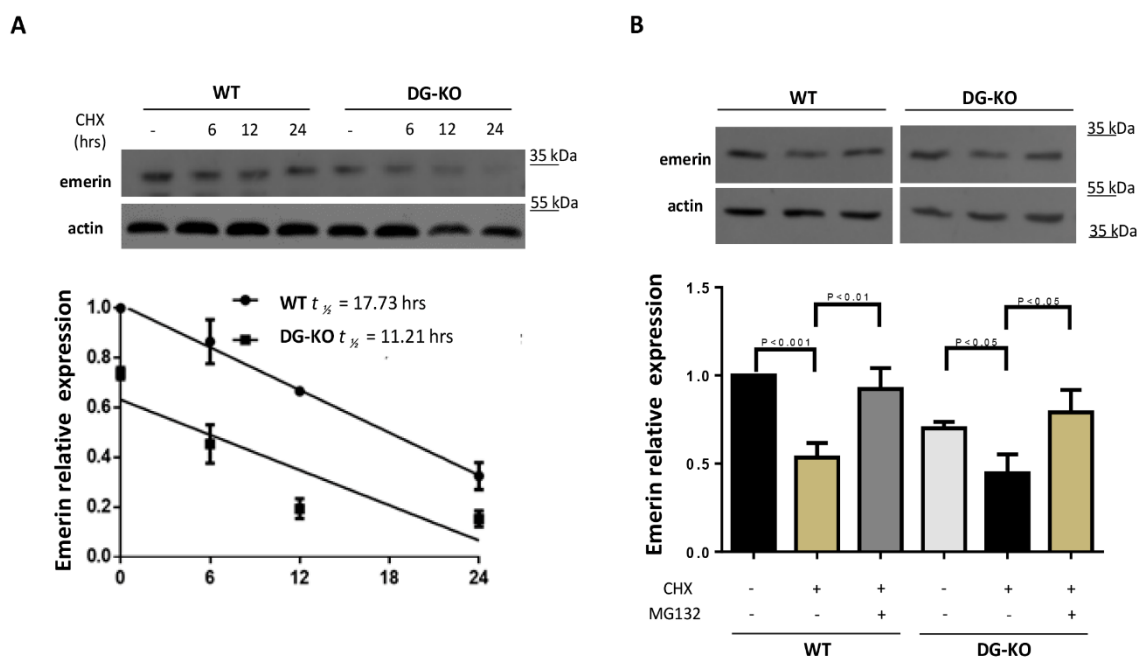 A
WT DG-KO
CHX (hrs) - 6 12 24 - 6 12 24
emerin 35 kDa
actin 55 kDa
Emerin relative expression
1.0
0.8
0.6
0.4
0.2
0.0
0 6 12 18 24
WT t ½ = 17.73 hrs
DG-KO t ½ = 11.21 hrs
B
WT DG-KO
emerin 35 kDa
actin 55 kDa
35 kDa
Emerin relative expression
1.5
1.0
0.5
0.0
P<0.001
P<0.01
P<0.05
P<0.05
CHX - + + - + +
MG132 - - + - - +
WT DG-KO